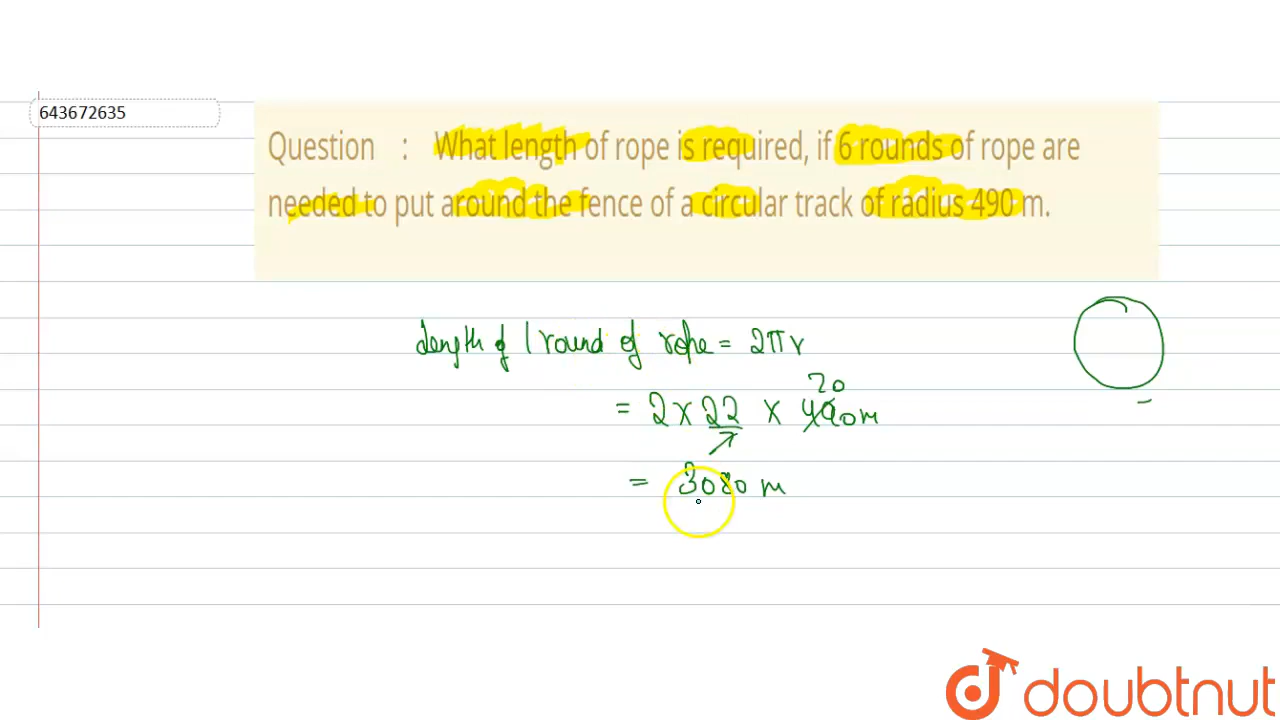 643672635
Question : What length of rope is required, if 6 rounds of rope are
needed to put around the fence of a circular track of radius 490 m.
Length of 1 round of rope = 2πr
20
= 2 × 22 × 490m
7
= 3080 m
doubtnut